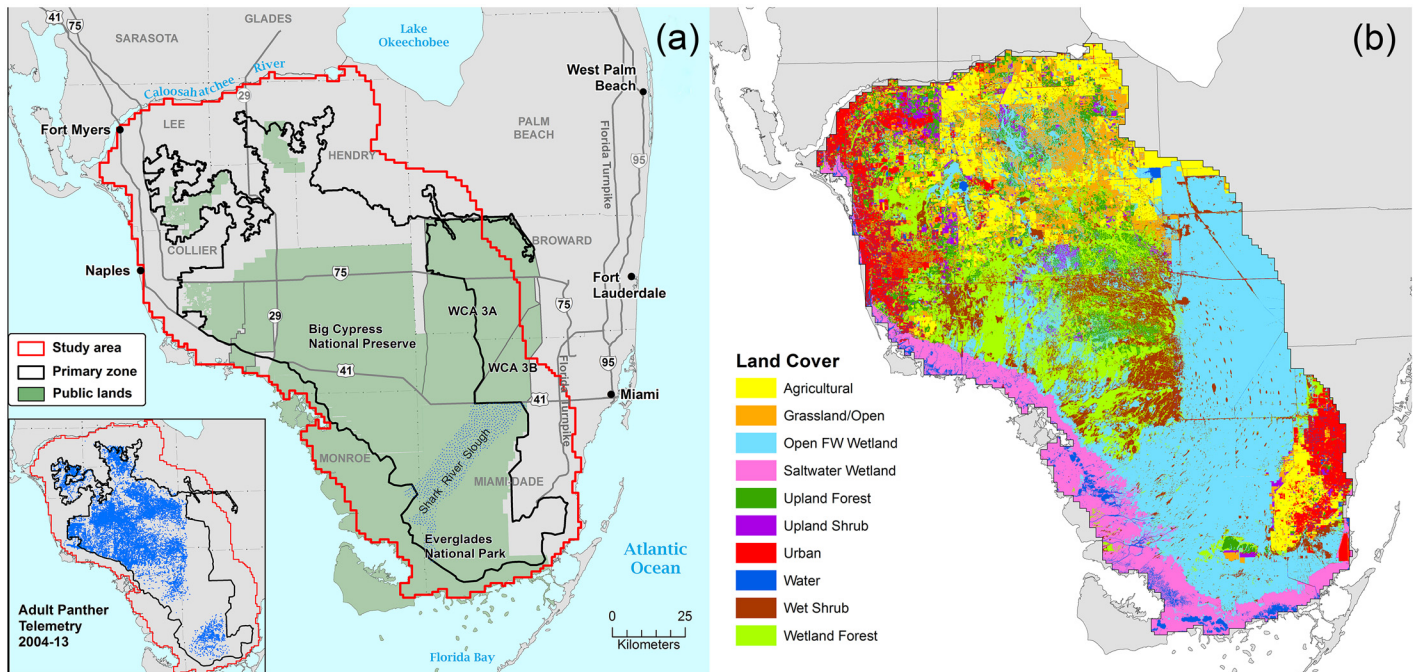 (a)
41
75
GLADES
SARASOTA
Lake
Okeechobee
Caloosahatchee River
29
West Palm
Beach
Fort Myers
LEE
PALM
BEACH
HENDRY
Florida Turnpike
95
COLLIER
BROWARD
Naples
75
Fort
Lauderdale
75
29
WCA 3A
Big Cypress
National Preserve
41
WCA 3B
95
Florida Turnpike
41
Miami
Study area
Primary zone
Public lands
MONROE
Shark River Slough
MIAMI-DADE
Everglades
National Park
Atlantic
Ocean
Adult Panther
Telemetry
2004-13
0
25
Kilometers
Florida Bay
(b)
Land Cover
Agricultural
Grassland/Open
Open FW Wetland
Saltwater Wetland
Upland Forest
Upland Shrub
Urban
Water
Wet Shrub
Wetland Forest